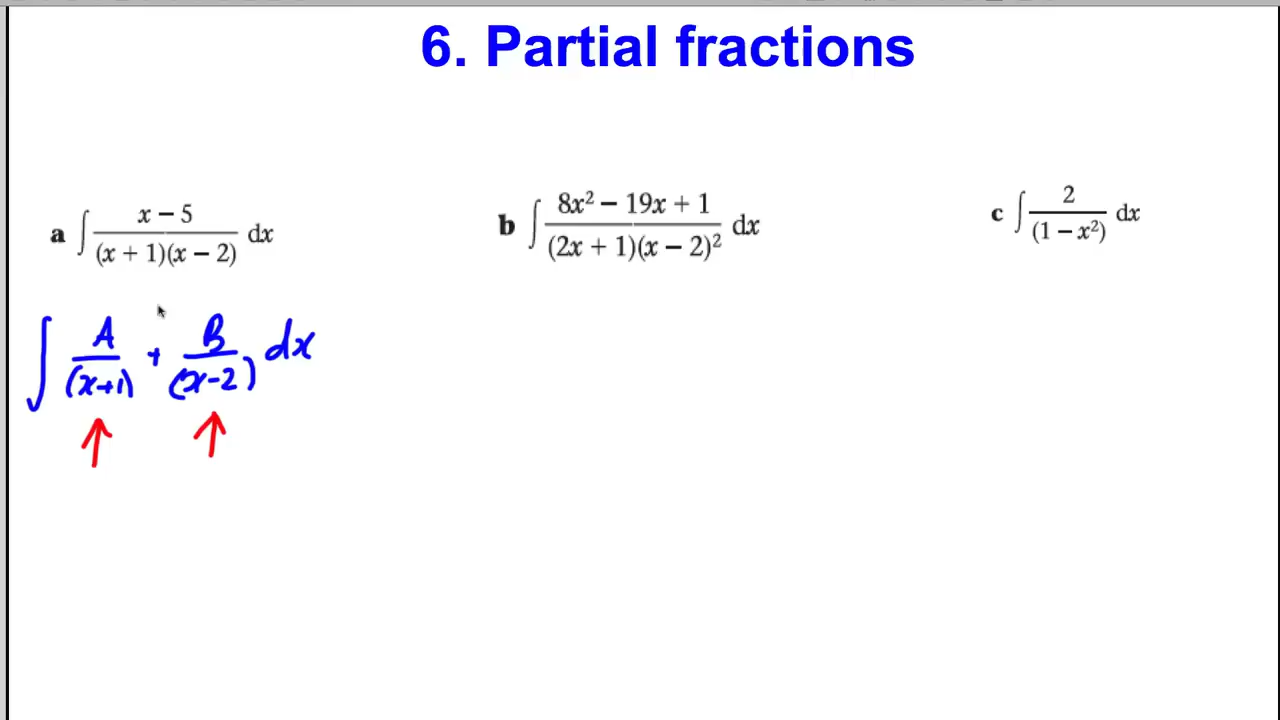 6. Partial fractions
a ∫ (x − 5)/((x + 1)(x − 2)) dx
b ∫ (8x² − 19x + 1)/((2x + 1)(x − 2)²) dx
c ∫ 2/((1 − x²)) dx
∫ A/(x+1) + B/(x−2) dx